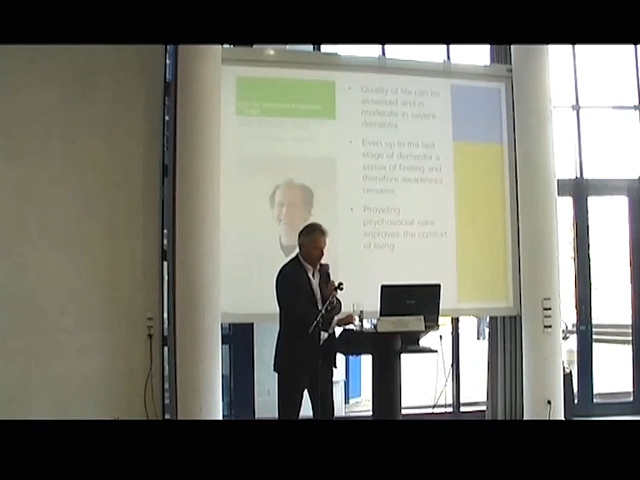 • Quality of life can be
assessed and is
moderate in severe
dementia
• Even up to the last
stage of dementia a
sense of feeling and
therefore awareness
remains
• Providing
psychosocial care
improves the comfort
of living